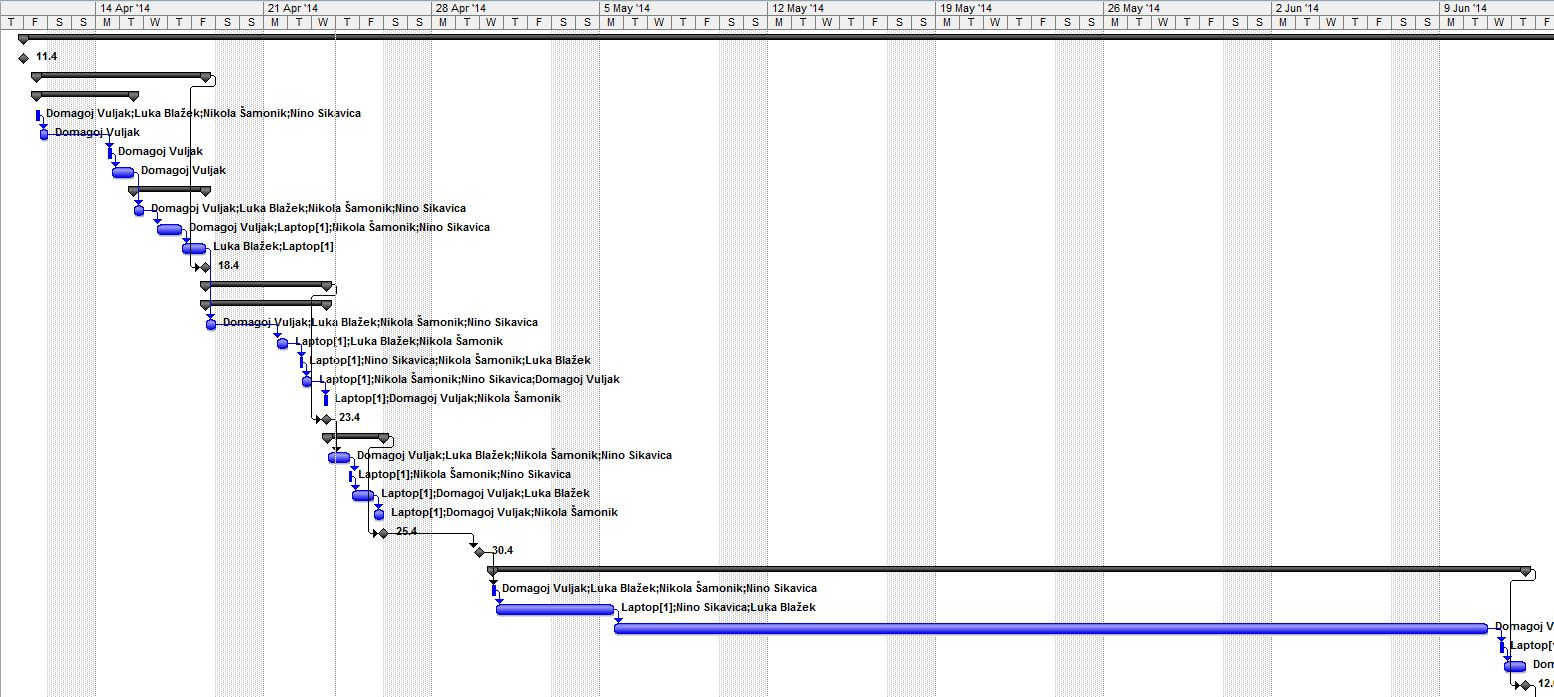 14 Apr '14 21 Apr '14 28 Apr '14 5 May '14 12 May '14 19 May '14 26 May '14 2 Jun '14 9 Jun '14
T F S S M T W T F S S M T W T F S S M T W T F S S M T W T F S S M T W T F S S M T W T F S S M T W T F S S M T W T F S S M T W T F
11.4
Domagoj Vuljak;Luka Blažek;Nikola Šamonik;Nino Sikavica
Domagoj Vuljak
Domagoj Vuljak
Domagoj Vuljak
Domagoj Vuljak;Luka Blažek;Nikola Šamonik;Nino Sikavica
Domagoj Vuljak;Laptop[1];Nikola Šamonik;Nino Sikavica
Luka Blažek;Laptop[1]
18.4
Domagoj Vuljak;Luka Blažek;Nikola Šamonik;Nino Sikavica
Laptop[1];Luka Blažek;Nikola Šamonik
Laptop[1];Nino Sikavica;Nikola Šamonik;Luka Blažek
Laptop[1];Nikola Šamonik;Nino Sikavica;Domagoj Vuljak
Laptop[1];Domagoj Vuljak;Nikola Šamonik
23.4
Domagoj Vuljak;Luka Blažek;Nikola Šamonik;Nino Sikavica
Laptop[1];Nikola Šamonik;Nino Sikavica
Laptop[1];Domagoj Vuljak;Luka Blažek
Laptop[1];Domagoj Vuljak;Nikola Šamonik
25.4
30.4
Domagoj Vuljak;Luka Blažek;Nikola Šamonik;Nino Sikavica
Laptop[1];Nino Sikavica;Luka Blažek
Domagoj V
Laptop[
Dom
12.